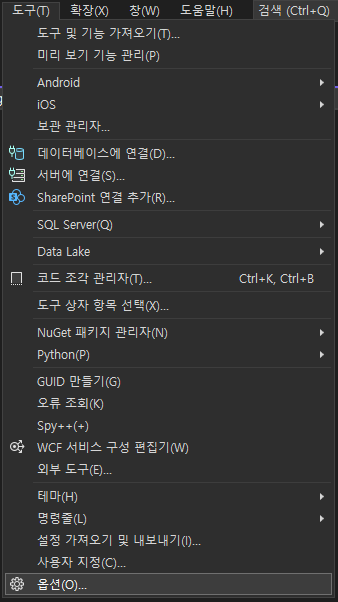 도구(T) 확장(X) 창(W) 도움말(H) 검색 (Ctrl+Q)
도구 및 기능 가져오기(T)...
미리 보기 기능 관리(P)
Android
iOS
보관 관리자...
데이터베이스에 연결(D)...
서버에 연결(S)...
SharePoint 연결 추가(R)...
SQL Server(Q)
Data Lake
코드 조각 관리자(T)... Ctrl+K, Ctrl+B
도구 상자 항목 선택(X)...
NuGet 패키지 관리자(N)
Python(P)
GUID 만들기(G)
오류 조회(K)
Spy++(+)
WCF 서비스 구성 편집기(W)
외부 도구(E)...
테마(H)
명령줄(L)
설정 가져오기 및 내보내기(I)...
사용자 지정(C)...
옵션(O)...